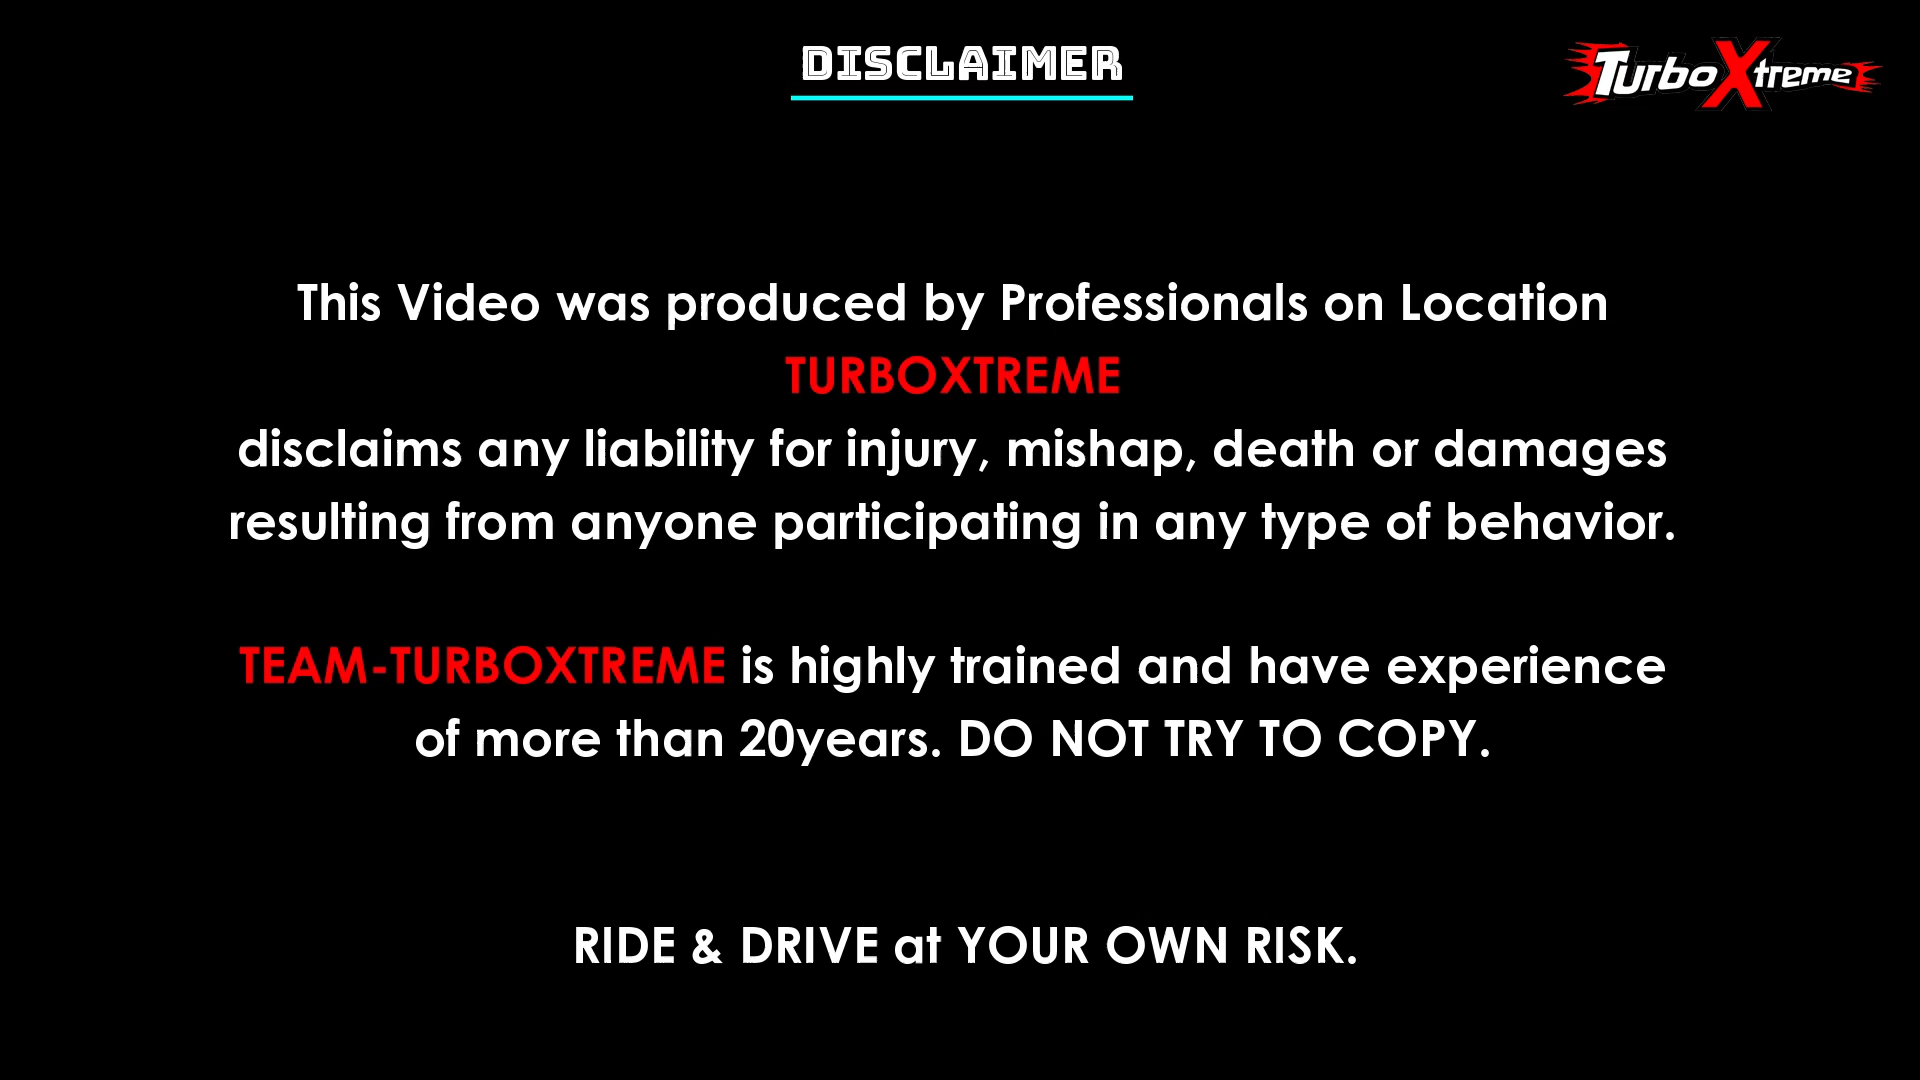 DISCLAIMER
TurboXtreme
This Video was produced by Professionals on Location
TURBOXTREME
disclaims any liability for injury, mishap, death or damages
resulting from anyone participating in any type of behavior.
TEAM-TURBOXTREME is highly trained and have experience
of more than 20years. DO NOT TRY TO COPY.
RIDE & DRIVE at YOUR OWN RISK.